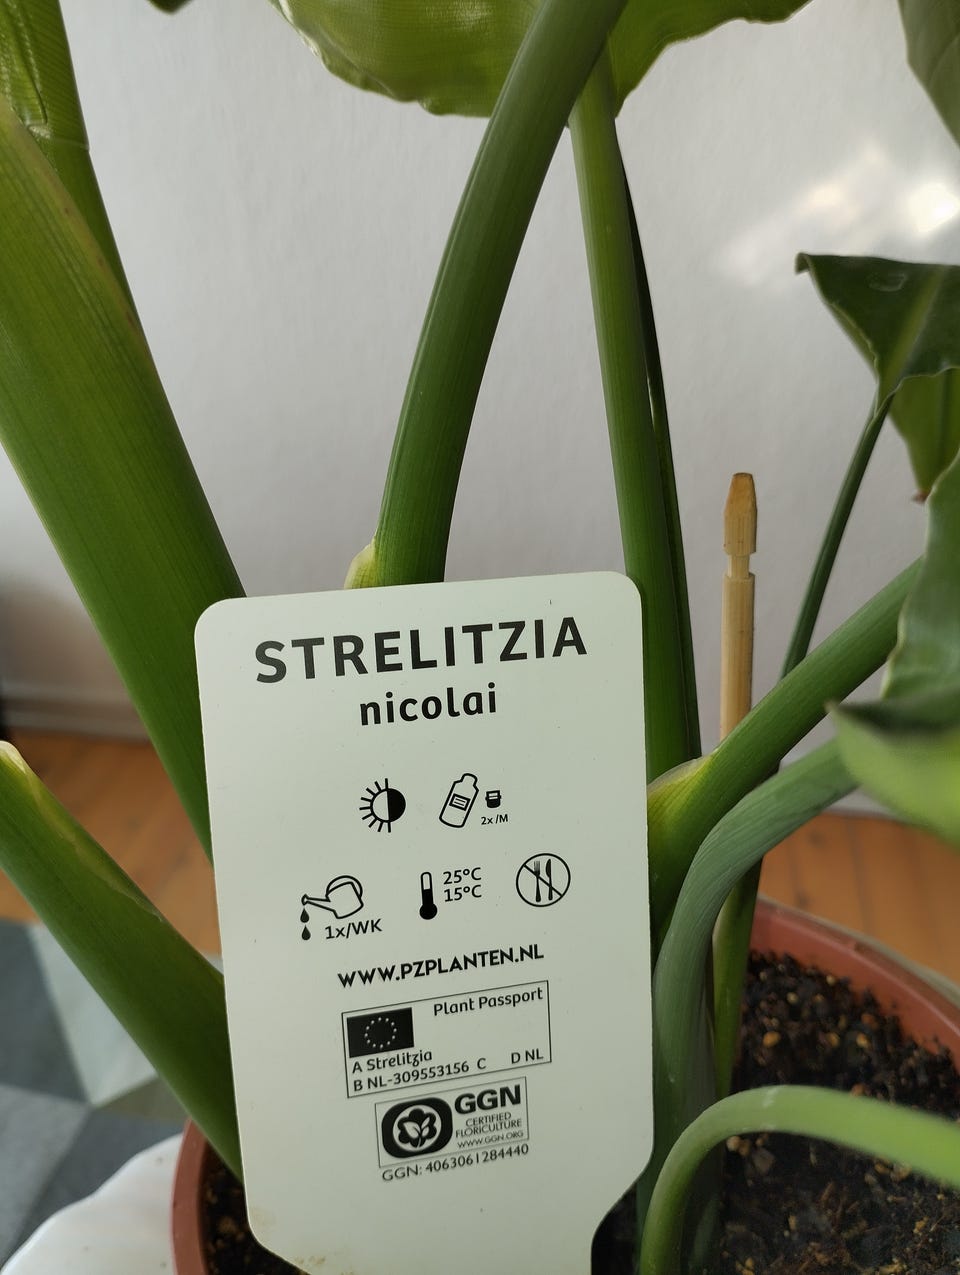 STRELITZIA
nicolai
2x/M
1x/WK
25°C
15°C
WWW.PZPLANTEN.NL
Plant Passport
A Strelitzia
B NL-309553156 C D NL
GGN
CERTIFIED
FLORICULTURE
WWW.GGN.ORG
GGN: 4063061284440